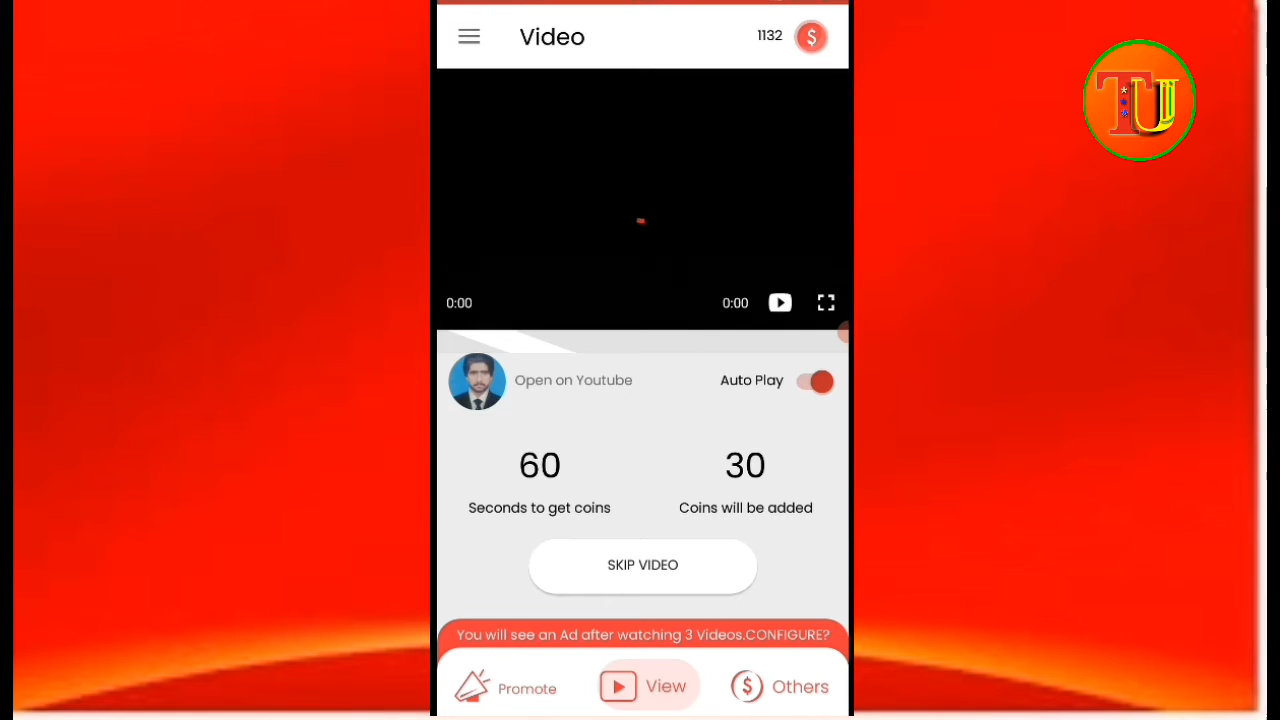 Video
1132
$
TU
0:00
0:00
Open on Youtube
Auto Play
60
30
Seconds to get coins
Coins will be added
SKIP VIDEO
You will see an Ad after watching 3 Videos.CONFIGURE?
Promote
View
$
Others